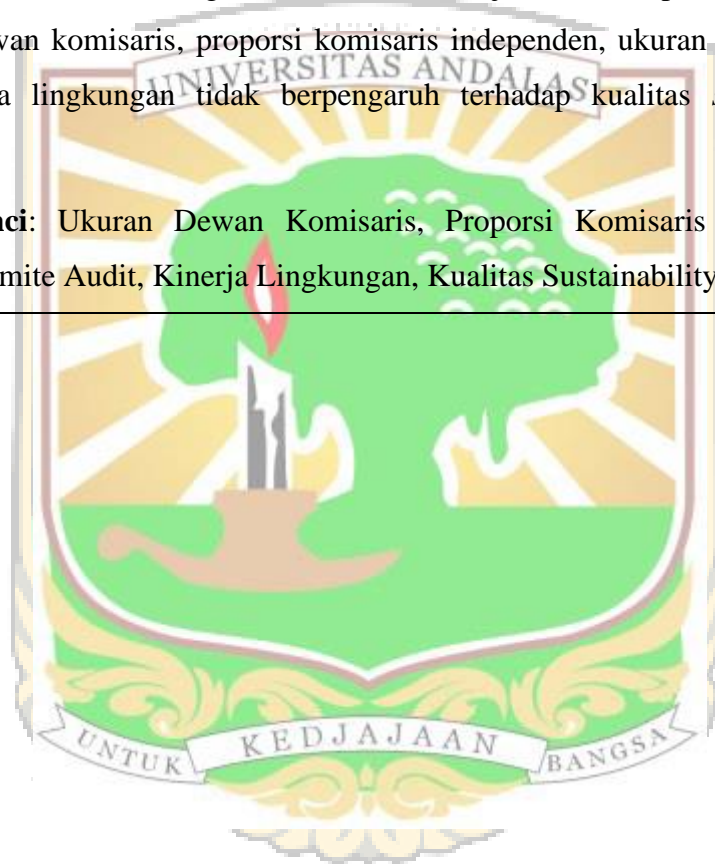 wan komisaris, proporsi komisaris independen, ukuran
UNIVERSITAS ANDALAS
a lingkungan tidak berpengaruh terhadap kualitas
nci: Ukuran Dewan Komisaris, Proporsi Komisaris
mite Audit, Kinerja Lingkungan, Kualitas Sustainability
UNTUK KEDJAJAAN BANGSA